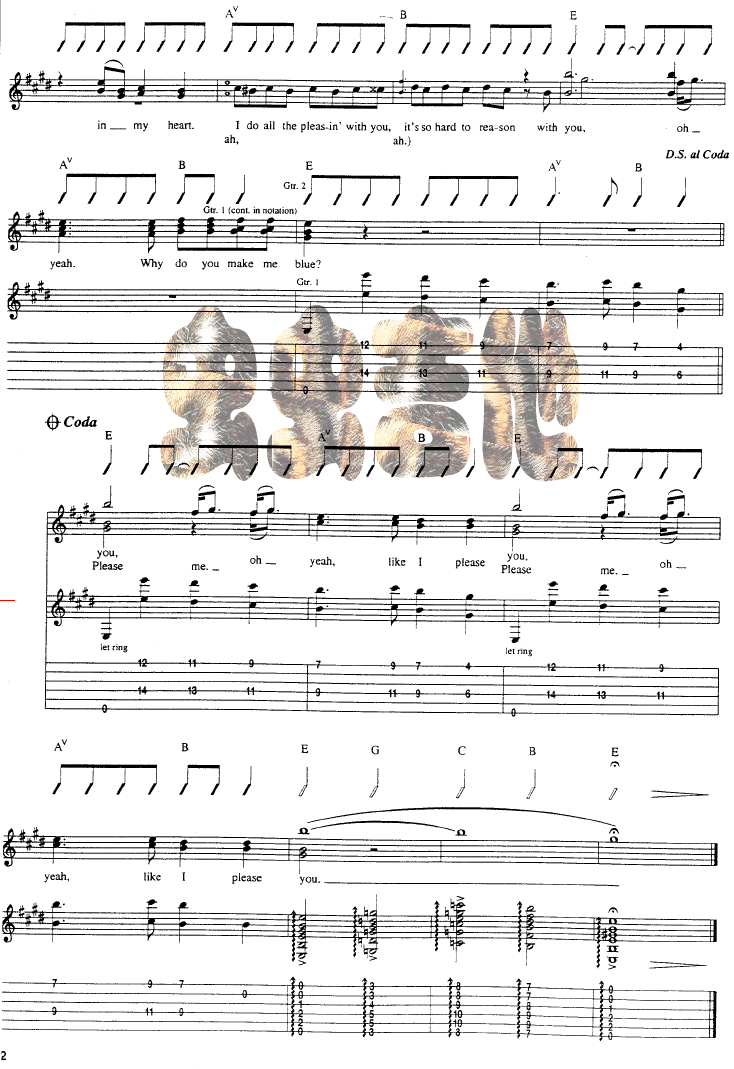 A^V B E
in __ my heart. I do all the pleas-in' with you, it's so hard to rea-son with you, oh __
ah, ah.)
D.S. al Coda
A^V B E A^V B
Gtr. 2
Gtr. 1 (cont. in notation)
yeah. Why do you make me blue?
Gtr. 1
12 11 9 7 9 7 4
14 13 11 9 11 9 6
0
Coda
E A^V B E
you, you,
Please me. _ oh __ yeah, like I please Please me. _ oh __
let ring let ring
12 11 9 7 9 7 4 12 11 9
14 13 11 9 11 9 6 14 13 11
0 0
A^V B E G C B E
yeah, like I please you. __
7 9 7 0 3 8 7 0
0 0 3 8 7 0
1 4 9 8 1
9 11 9 2 5 10 9 2
2 5 10 9 2
0 3 8 7 0
2